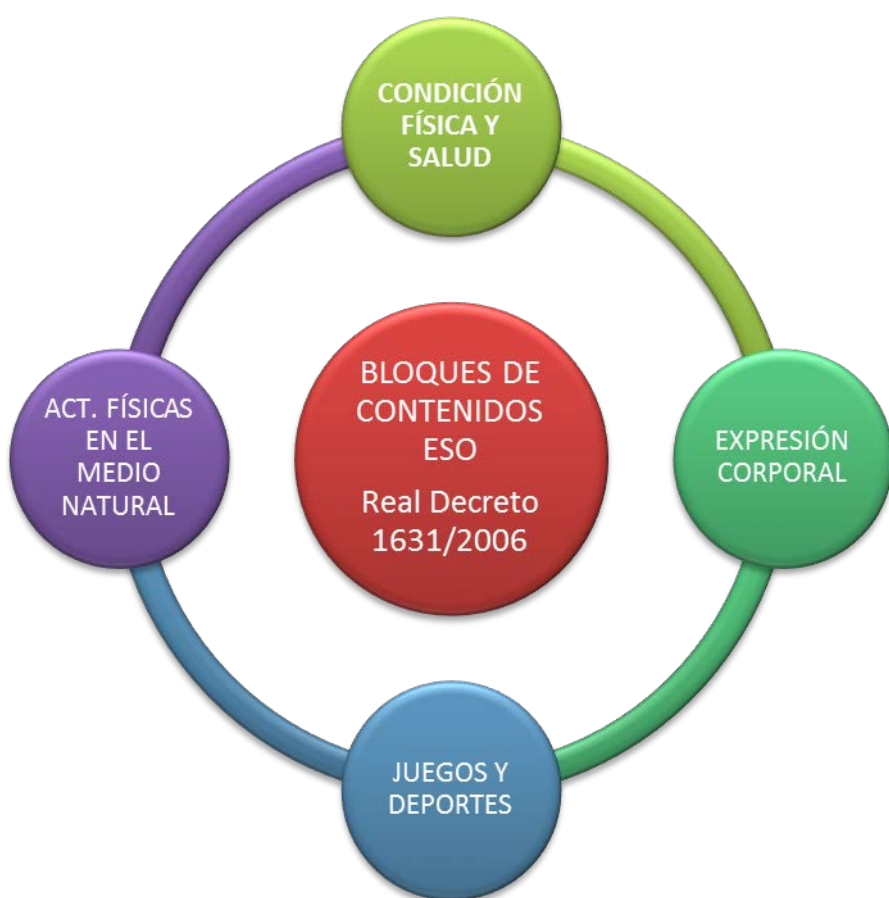 CONDICIÓN
FÍSICA Y
SALUD
ACT. FÍSICAS
EN EL
MEDIO
NATURAL
BLOQUES DE
CONTENIDOS
ESO
Real Decreto
1631/2006
EXPRESIÓN
CORPORAL
JUEGOS Y
DEPORTES